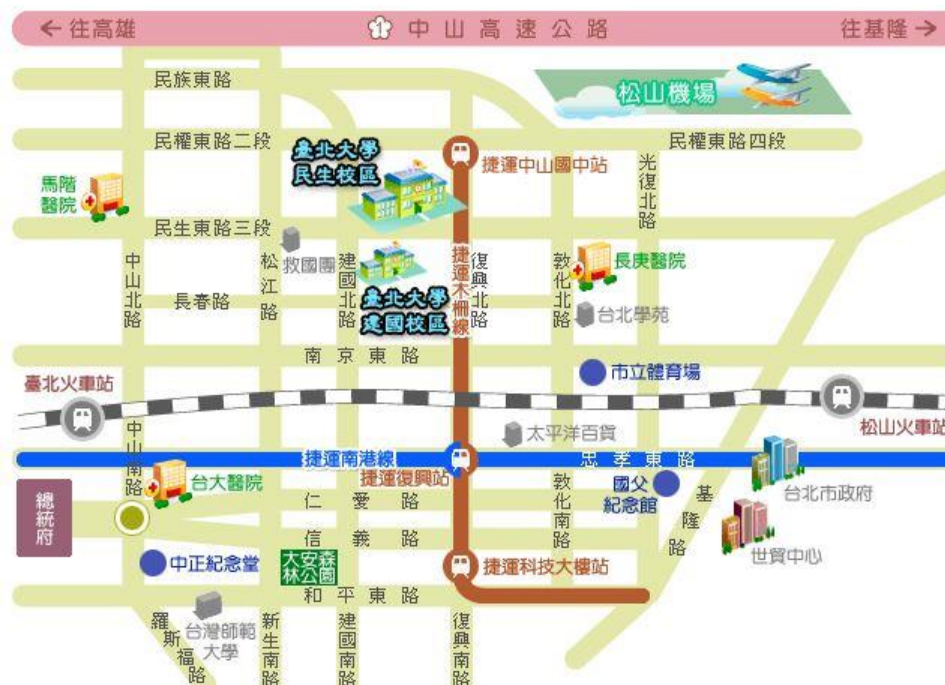 ← 往高雄
1 中山高速公路
往基隆 →
民族東路
松山機場
民權東路二段
民權東路四段
臺北大學
民生校區
捷運中山國中站
光復北路
馬階
醫院
民生東路三段
救國團
中山北路
松江路
建國北路
捷運木柵線
復興北路
敦化北路
長庚醫院
長春路
臺北大學
建國校區
台北學苑
南京東路
市立體育場
臺北火車站
松山火車站
太平洋百貨
中山南路
捷運南港線
忠孝東路
捷運復興站
台大醫院
國父
紀念館
台北市政府
總統府
仁愛路
敦化南路
基隆路
信義路
世貿中心
中正紀念堂
大安森
林公園
捷運科技大樓站
和平東路
台灣師範
大學
羅斯福路
新生南路
建國南路
復興南路